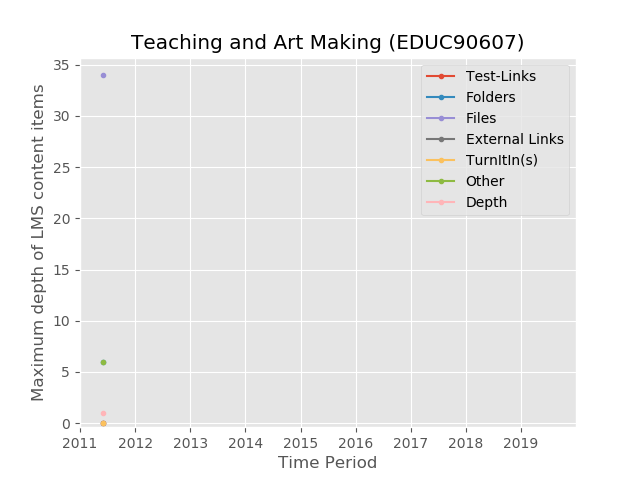 Teaching and Art Making (EDUC90607)
Maximum depth of LMS content items
35
30
25
20
15
10
5
0
Test-Links
Folders
Files
External Links
TurnItIn(s)
Other
Depth
2011 2012 2013 2014 2015 2016 2017 2018 2019
Time Period